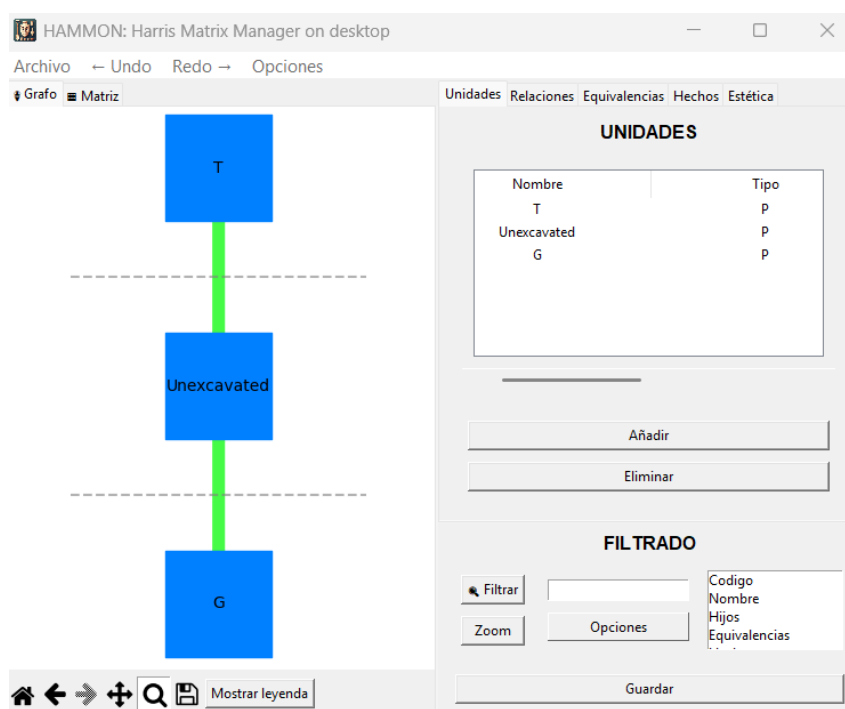 HAMMON: Harris Matrix Manager on desktop
Archivo ← Undo Redo → Opciones
Grafo Matriz
T
Unexcavated
G
Mostrar leyenda
Unidades Relaciones Equivalencias Hechos Estética
UNIDADES
Nombre Tipo
T P
Unexcavated P
G P
Añadir
Eliminar
FILTRADO
Filtrar
Zoom
Opciones
Codigo
Nombre
Hijos
Equivalencias
Guardar